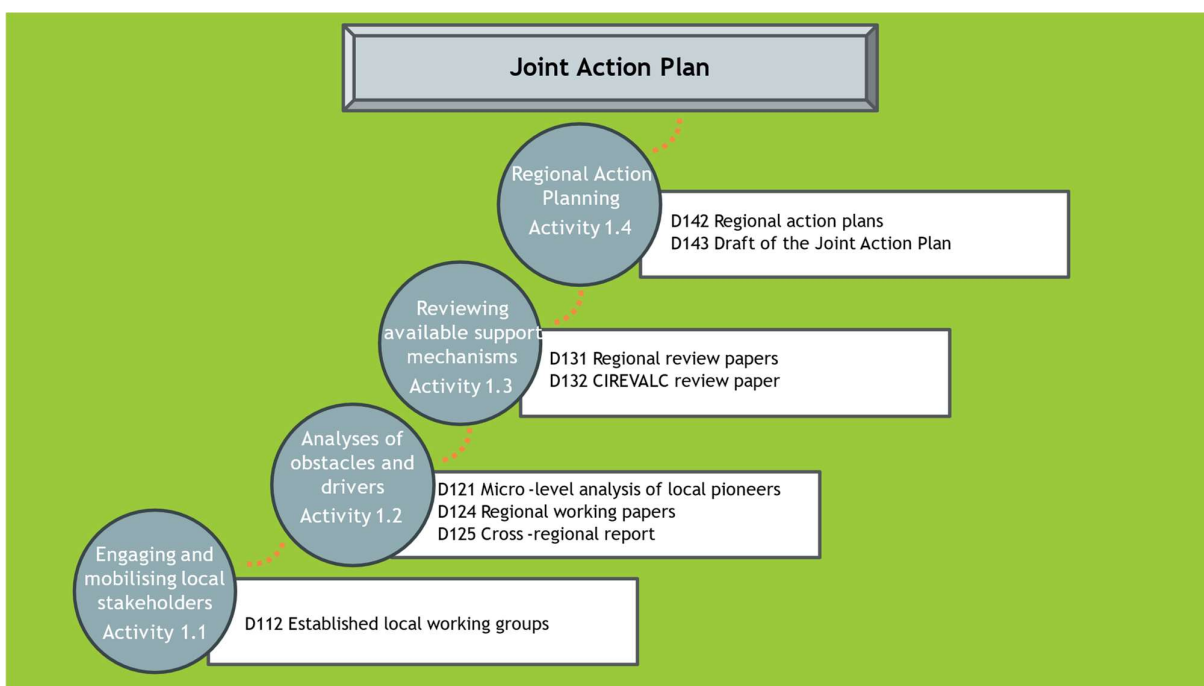 Joint Action Plan
Regional Action
Planning
Activity 1.4
D142 Regional action plans
D143 Draft of the Joint Action Plan
Reviewing
available support
mechanisms
Activity 1.3
D131 Regional review papers
D132 CIREVALC review paper
Analyses of
obstacles and
drivers
Activity 1.2
D121 Micro-level analysis of local pioneers
D124 Regional working papers
D125 Cross-regional report
Engaging and
mobilising local
stakeholders
Activity 1.1
D112 Established local working groups